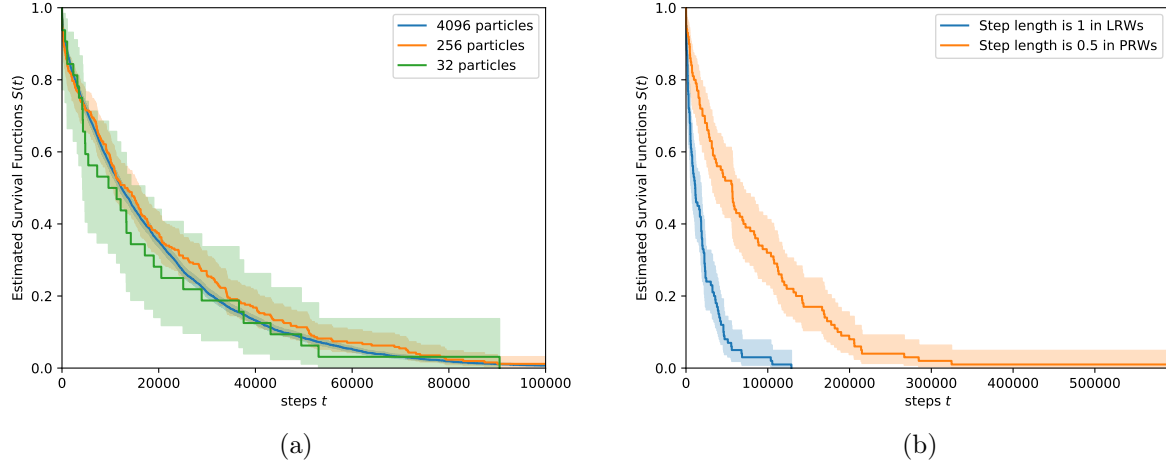 1.0
0.8
0.6
0.4
0.2
0.0
Estimated Survival Functions S(t)
4096 particles
256 particles
32 particles
0
20000
40000
60000
80000
100000
steps t
(a)
1.0
0.8
0.6
0.4
0.2
0.0
Estimated Survival Functions S(t)
Step length is 1 in LRWs
Step length is 0.5 in PRWs
0
100000
200000
300000
400000
500000
steps t
(b)